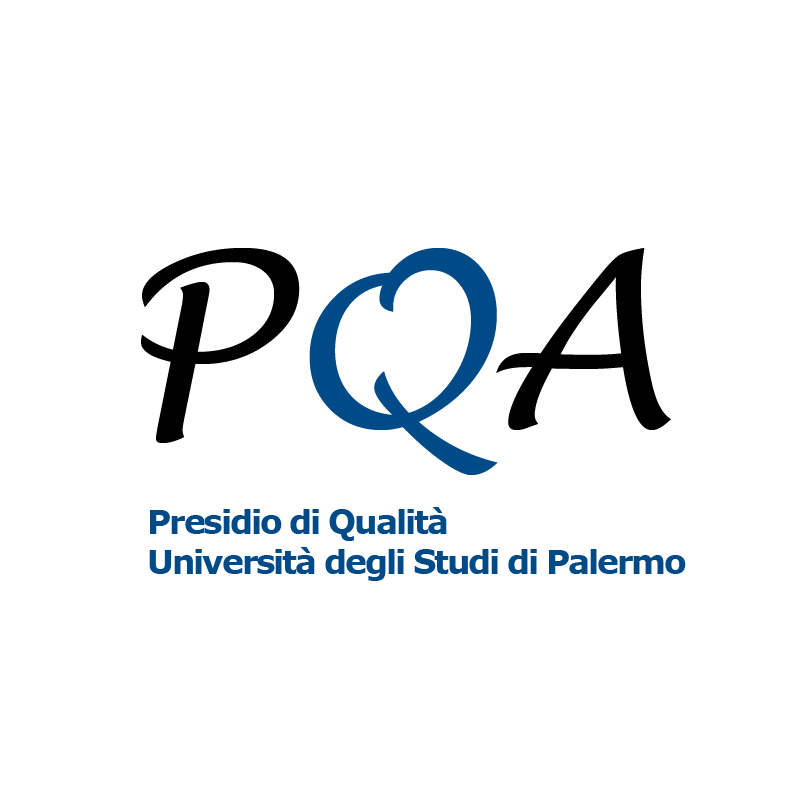 PQA
Presidio di Qualità
Università degli Studi di Palermo